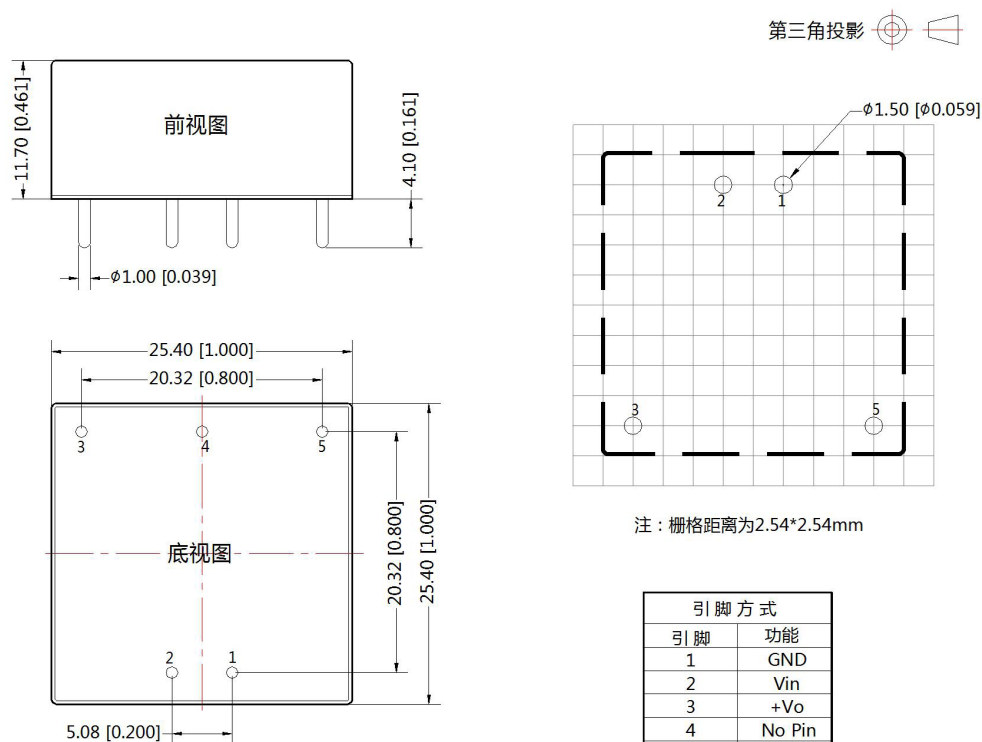 第三角投影
11.70 [0.461]
前视图
4.10 [0.161]
ϕ1.00 [0.039]
ϕ1.50 [ϕ0.059]
2
1
3
5
注：栅格距离为2.54*2.54mm
25.40 [1.000]
20.32 [0.800]
3
4
5
底视图
20.32 [0.800]
25.40 [1.000]
2
1
5.08 [0.200]
引脚方式
引脚 功能
1 GND
2 Vin
3 +Vo
4 No Pin